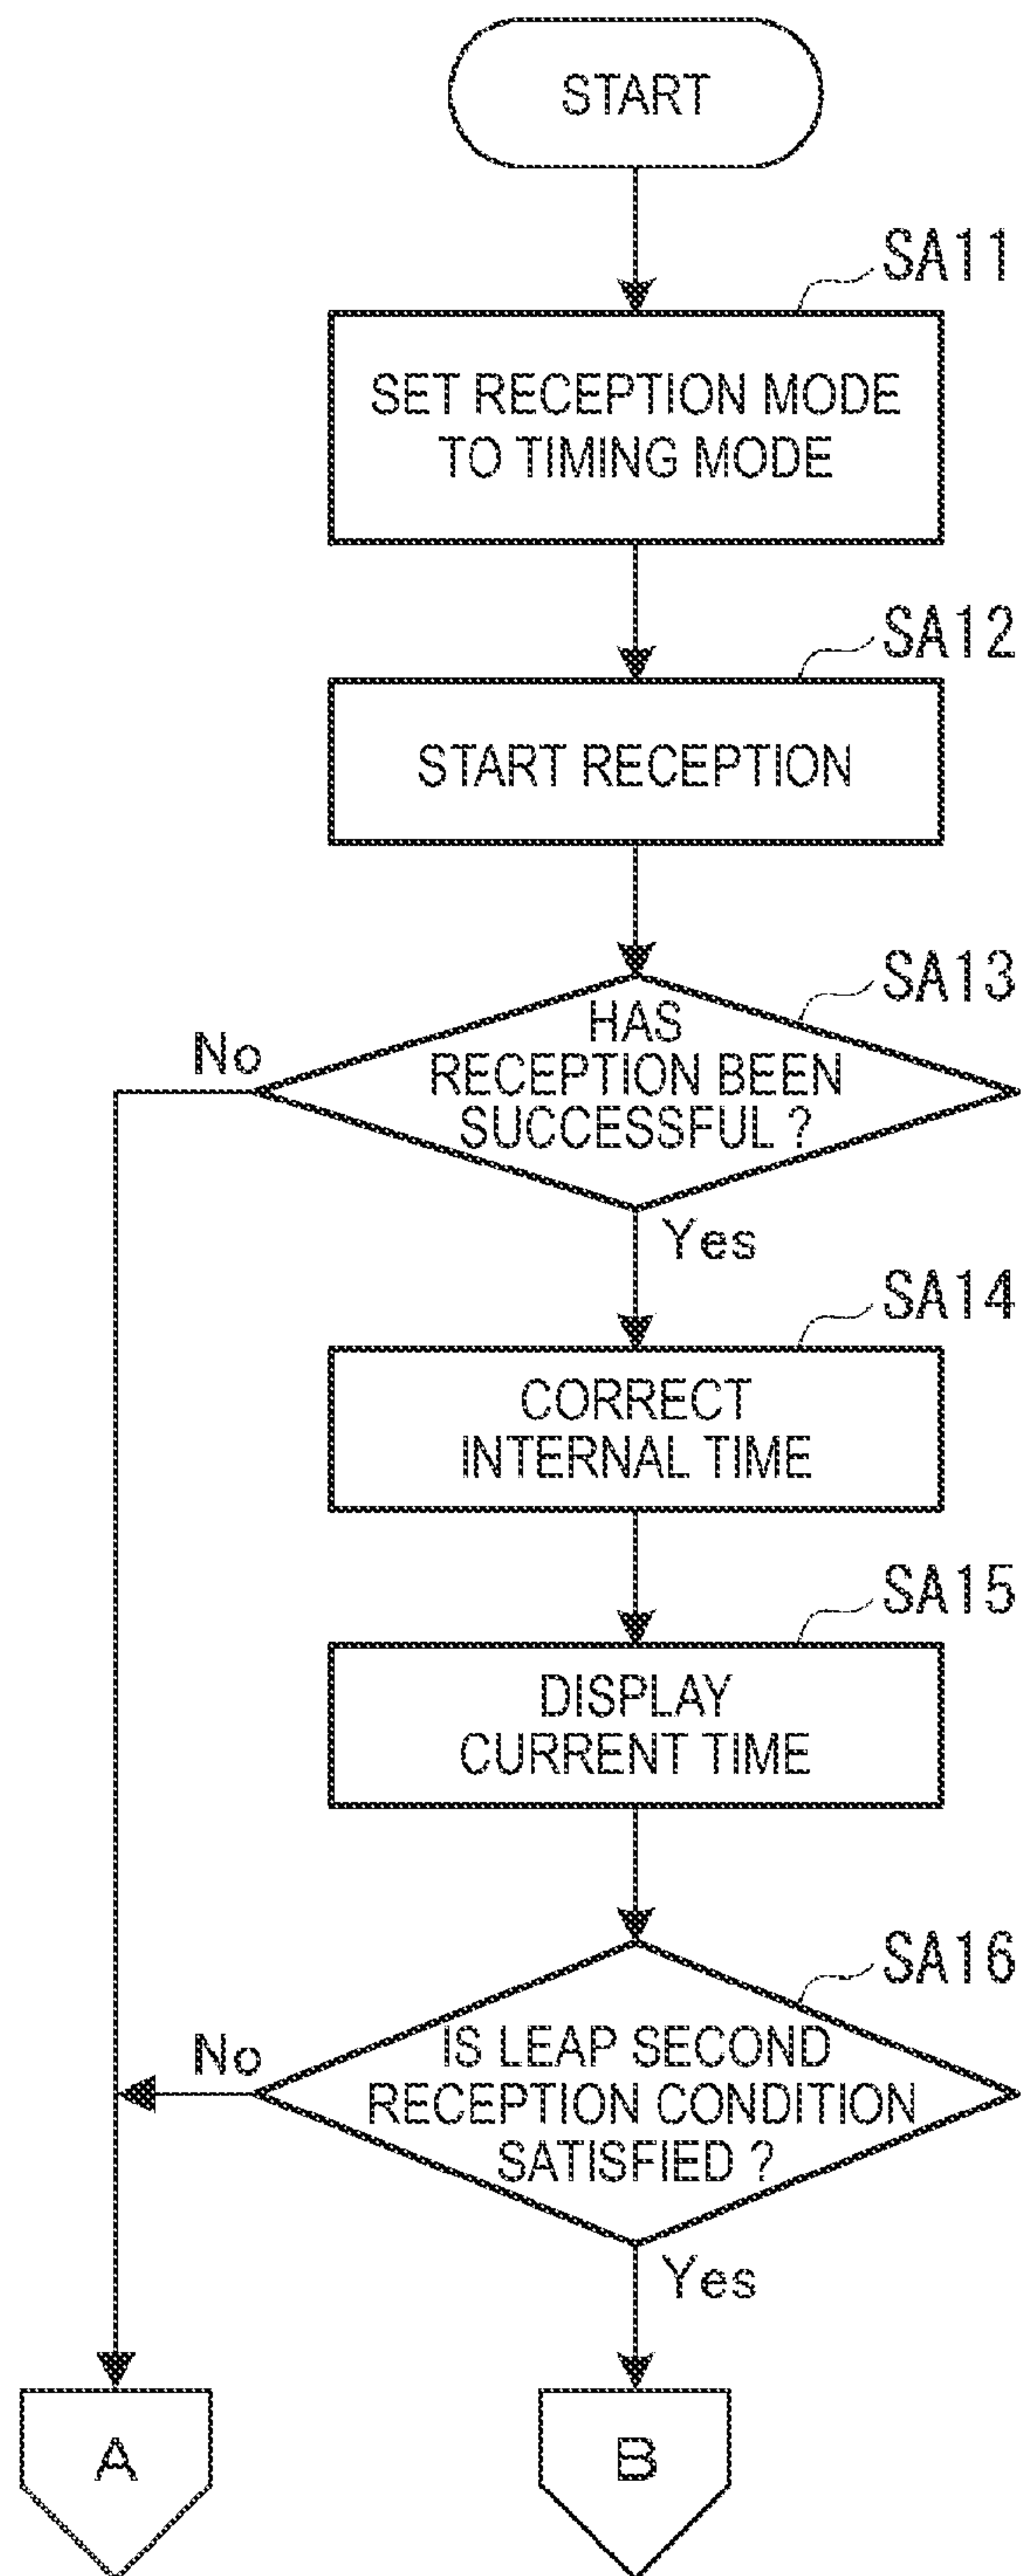 START
SA11
SET RECEPTION MODE
TO TIMING MODE
SA12
START RECEPTION
SA13
HAS
RECEPTION BEEN
SUCCESSFUL ?
No
Yes
SA14
CORRECT
INTERNAL TIME
SA15
DISPLAY
CURRENT TIME
SA16
IS LEAP SECOND
RECEPTION CONDITION
SATISFIED ?
No
Yes
A
B